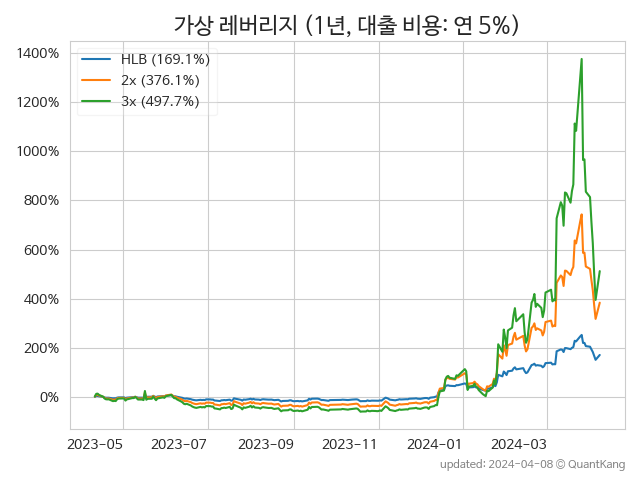 가상 레버리지 (1년, 대출 비용: 연 5%)
1400%
1200%
1000%
800%
600%
400%
200%
0%
HLB (169.1%)
2x (376.1%)
3x (497.7%)
2023-05 2023-07 2023-09 2023-11 2024-01 2024-03
updated: 2024-04-08 © QuantKang